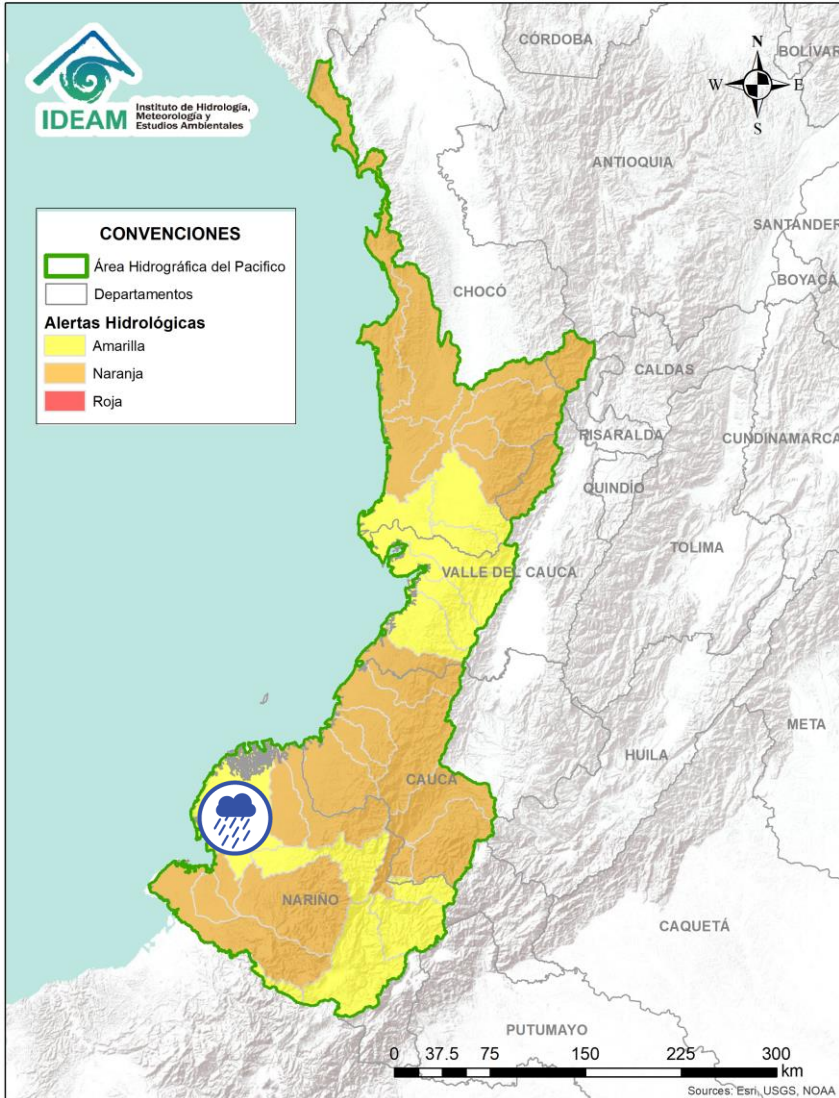 IDEAM
Instituto de Hidrología,
Meteorología y
Estudios Ambientales
CÓRDOBA
BOLÍVAR
N
W
E
S
ANTIOQUIA
SANTANDER
BOYACÁ
CONVENCIONES
Área Hidrográfica del Pacifico
Departamentos
Alertas Hidrológicas
Amarilla
Naranja
Roja
CHOCÓ
CALDAS
RISARALDA
CUNDINAMARCA
QUINDÍO
TOLIMA
VALLE DEL CAUCA
META
HUILA
CAUCA
NARIÑO
CAQUETÁ
PUTUMAYO
0 37.5 75 150 225 300
km
Sources: Esri, USGS, NOAA